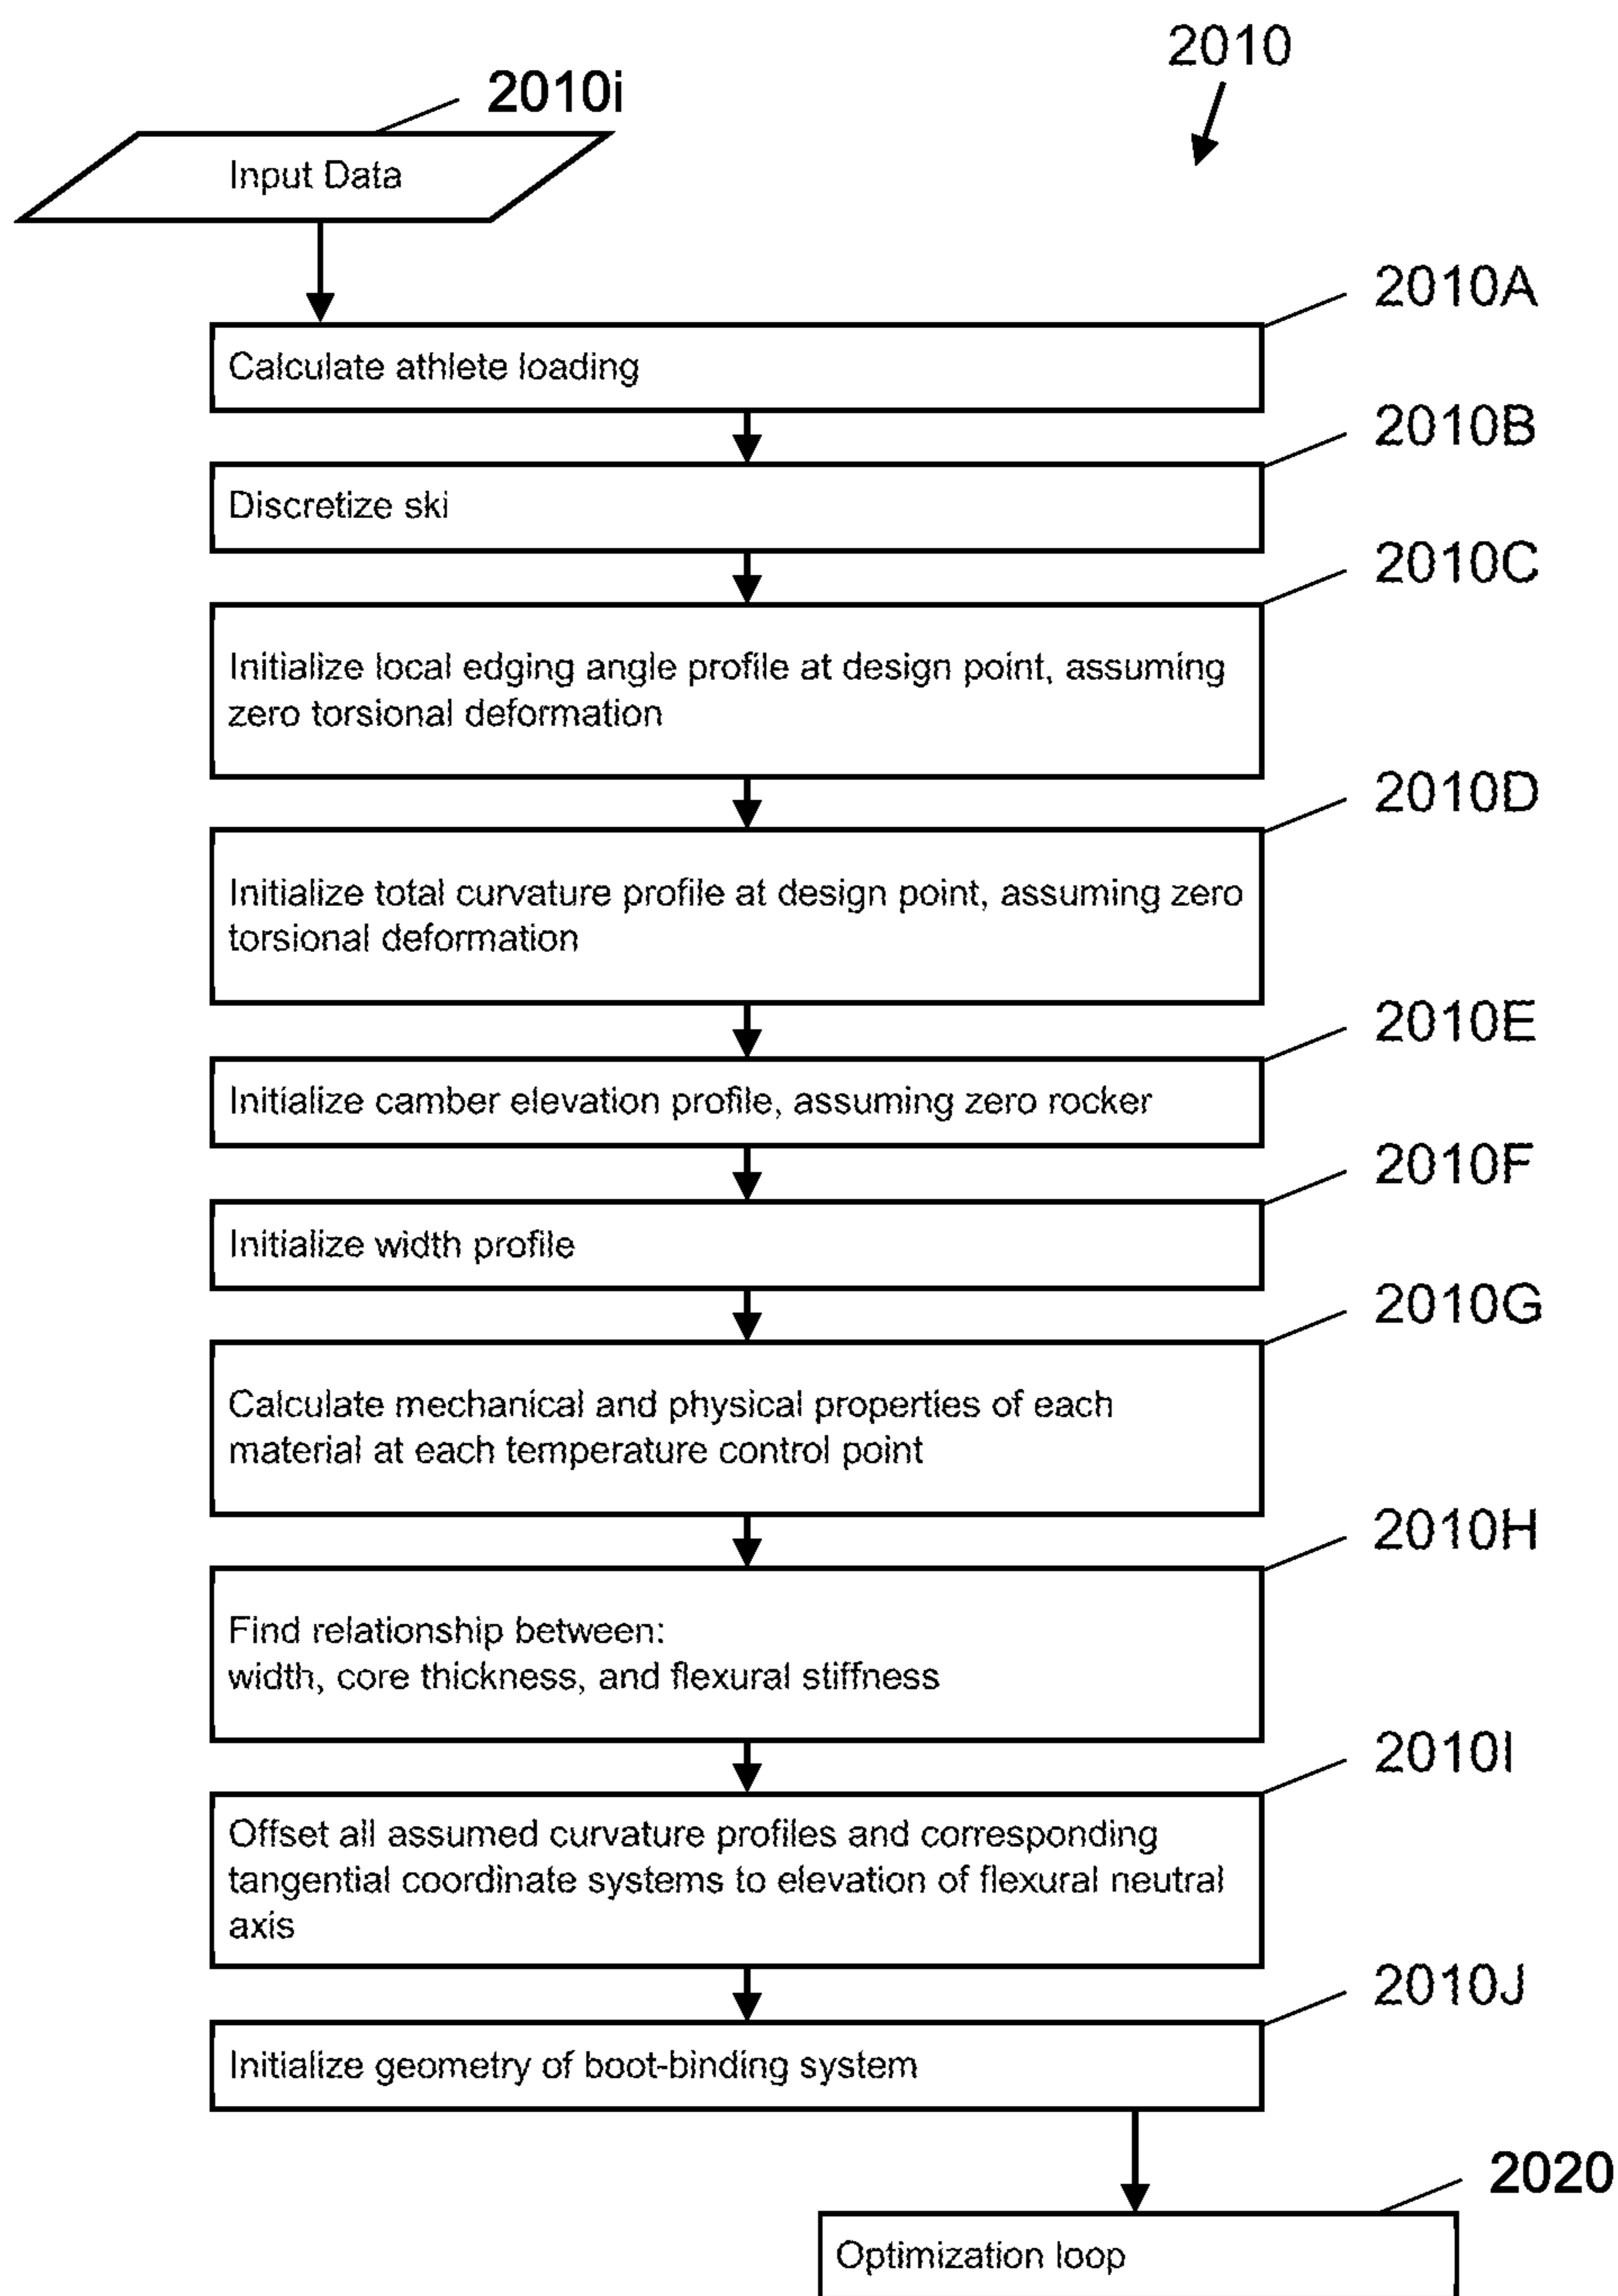 2010
2010i
Input Data
2010A
Calculate athlete loading
2010B
Discretize ski
2010C
Initialize local edging angle profile at design point, assuming
zero torsional deformation
2010D
Initialize total curvature profile at design point, assuming zero
torsional deformation
2010E
Initialize camber elevation profile, assuming zero rocker
2010F
Initialize width profile
2010G
Calculate mechanical and physical properties of each
material at each temperature control point
2010H
Find relationship between:
width, core thickness, and flexural stiffness
2010I
Offset all assumed curvature profiles and corresponding
tangential coordinate systems to elevation of flexural neutral
axis
2010J
Initialize geometry of boot-binding system
2020
Optimization loop